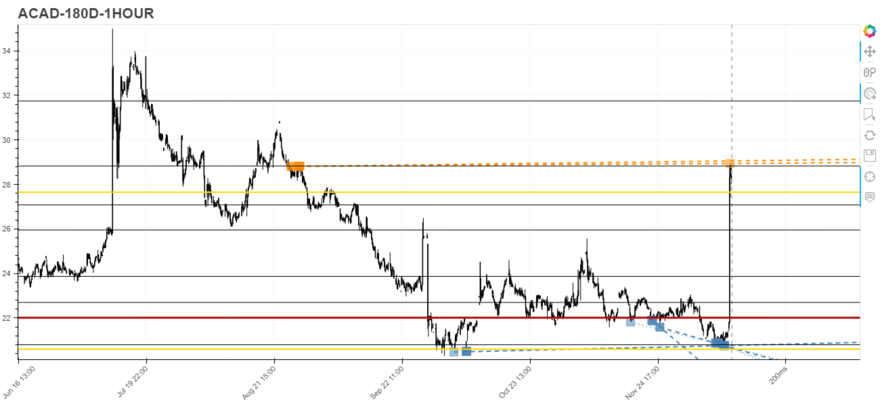 ACAD-180D-1HOUR
34
32
30
28
26
24
22
Jun 16 13:00
Jul 19 22:00
Aug 21 15:00
Sep 22 11:00
Oct 23 13:00
Nov 24 17:00
200ms